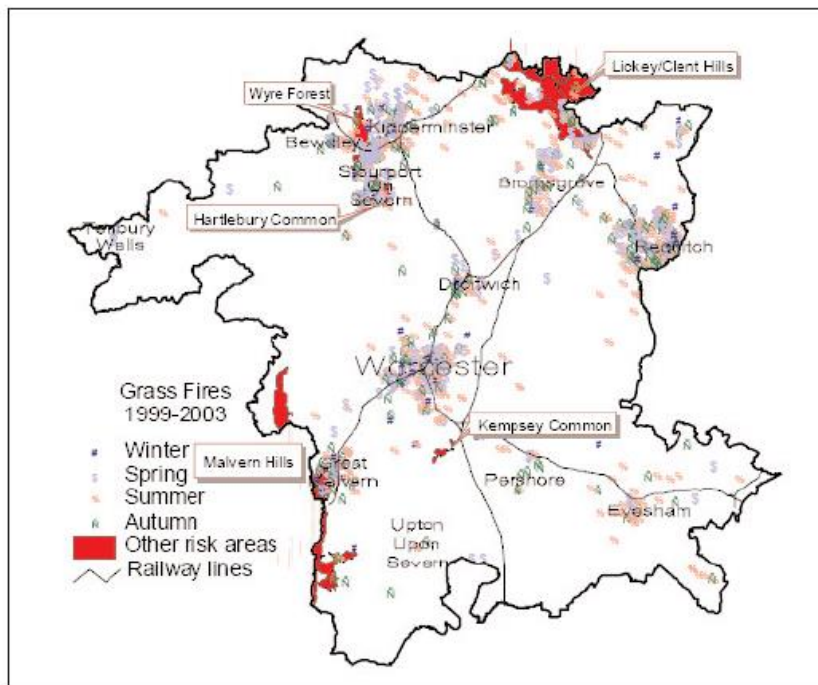 Lickey/Clent Hills
Wyre Forest
Kidderminster
Bewdley
Stourport
On
Severn
Bromsgrove
Hartlebury Common
Tenbury
Wells
Redditch
Droitwich
Worcester
Grass Fires
1999-2003
Kempsey Common
Winter
Malvern Hills
Great
Malvern
Spring
Pershore
Summer
Evesham
Autumn
Upton
Upon
Severn
Other risk areas
Railway lines